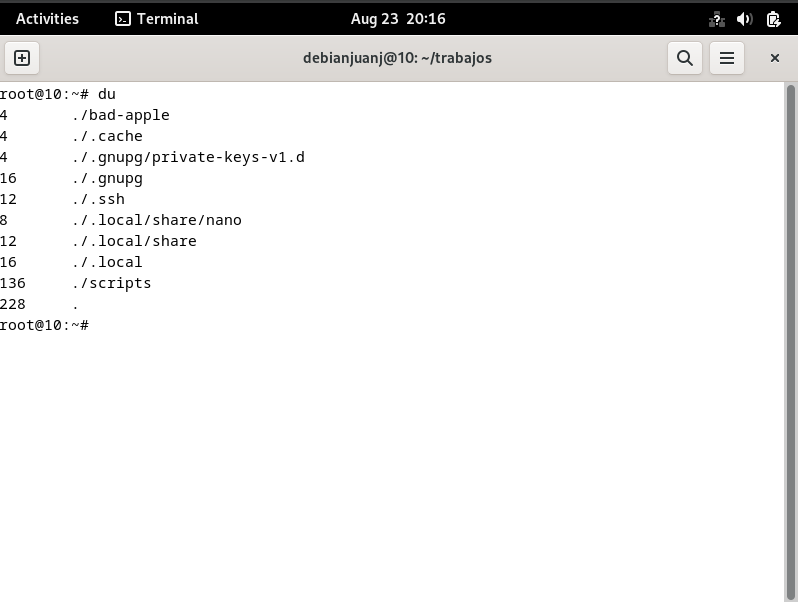 Activities Terminal Aug 23 20:16
debianjuanj@10: ~/trabajos
root@10:~# du
4 ./bad-apple
4 ./.cache
4 ./.gnupg/private-keys-v1.d
16 ./.gnupg
12 ./.ssh
8 ./.local/share/nano
12 ./.local/share
16 ./.local
136 ./scripts
228 .
root@10:~#